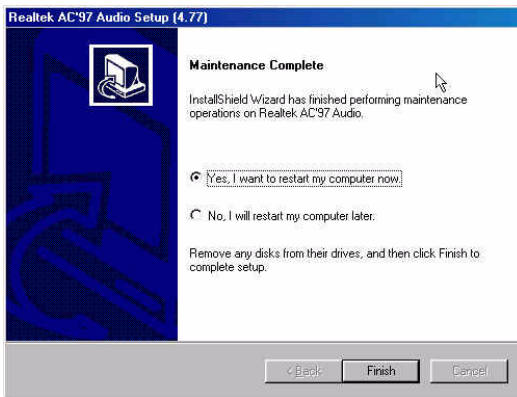 Realtek AC'97 Audio Setup (4.77)
Maintenance Complete
InstallShield Wizard has finished performing maintenance
operations on Realtek AC'97 Audio.
Yes, I want to restart my computer now.
No, I will restart my computer later.
Remove any disks from their drives, and then click Finish to
complete setup.
< Back Finish Cancel